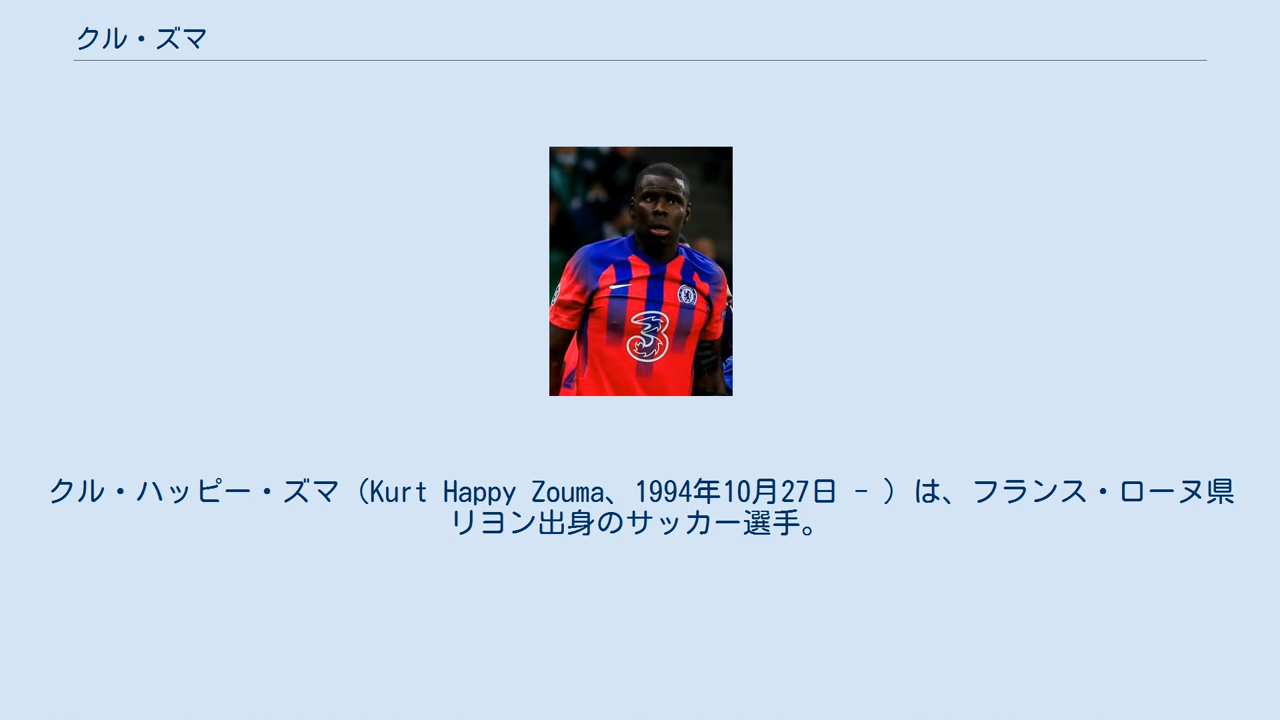 クル・ズマ
3
クル・ハッピー・ズマ（Kurt Happy Zouma、1994年10月27日 - ）は、フランス・ローヌ県
リヨン出身のサッカー選手。